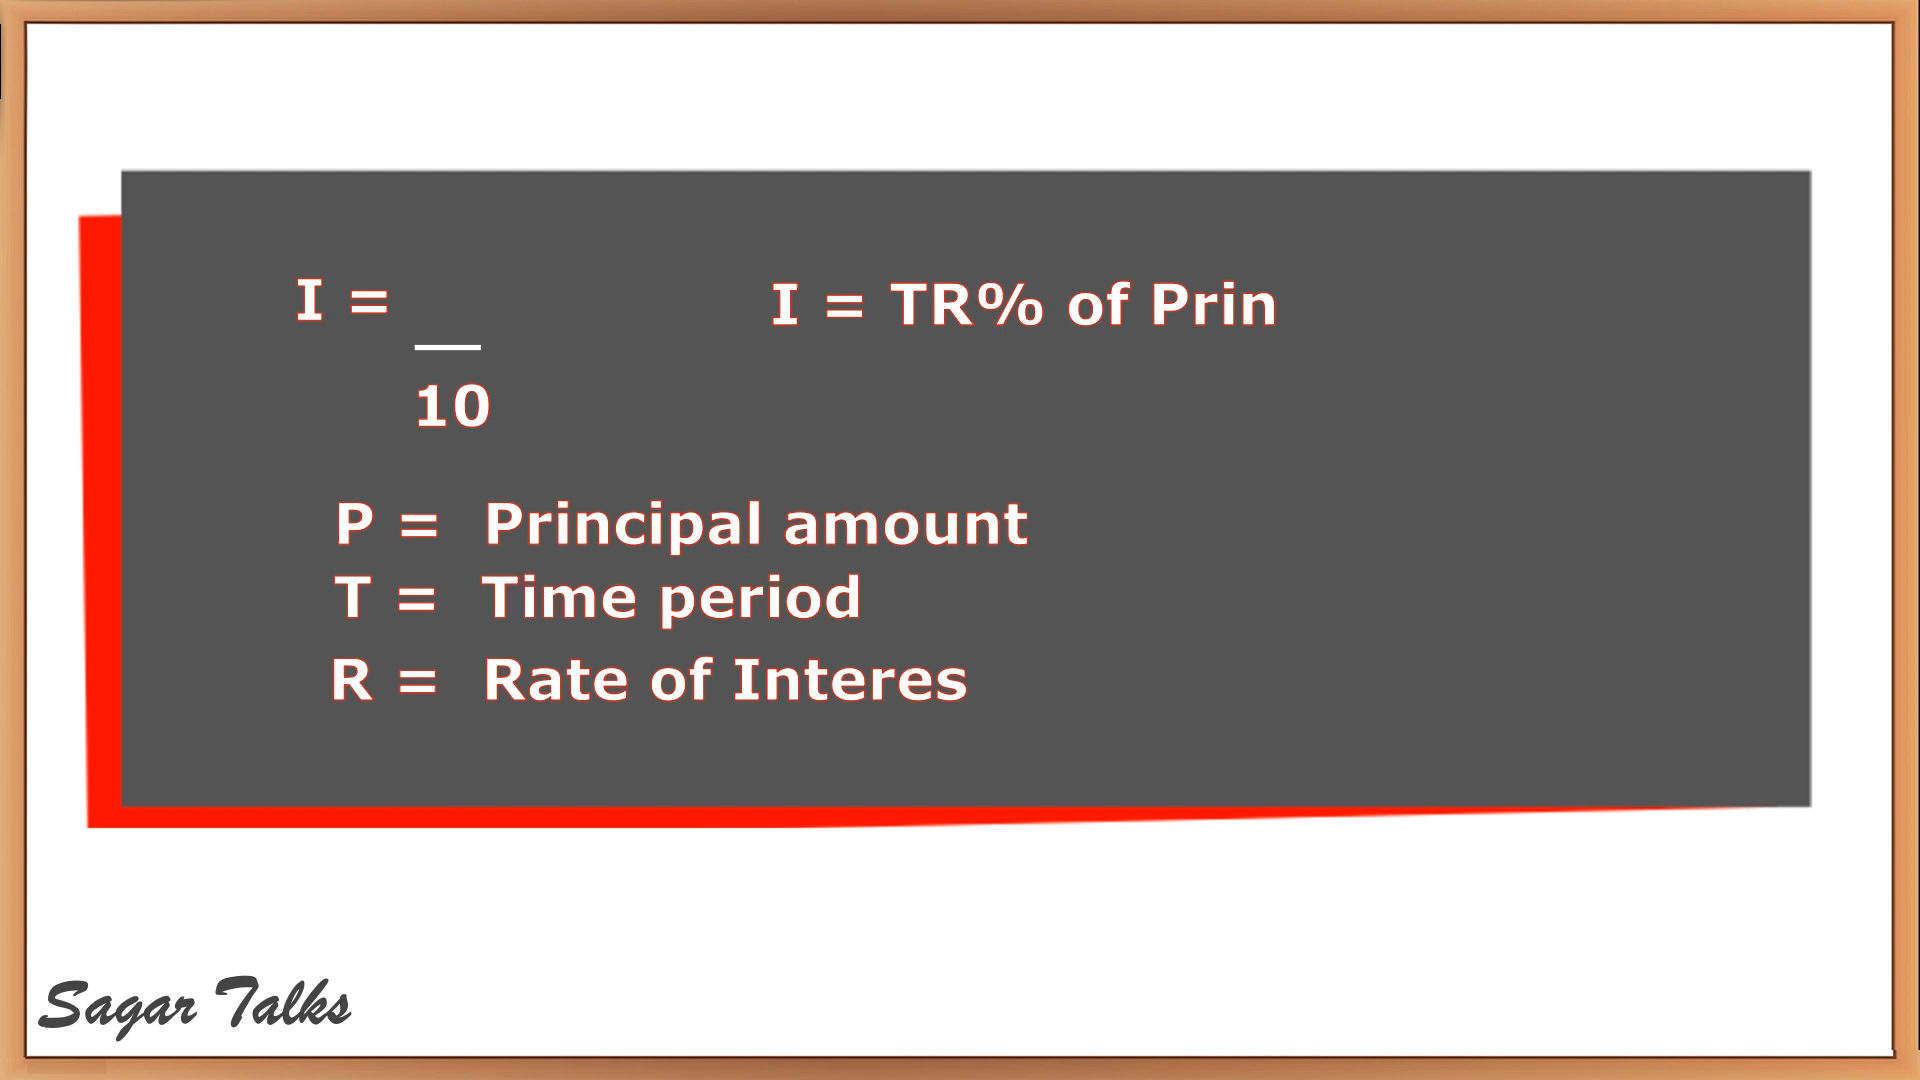 I = __ I = TR% of Prin
10
P = Principal amount
T = Time period
R = Rate of Interes
Sagar Talks